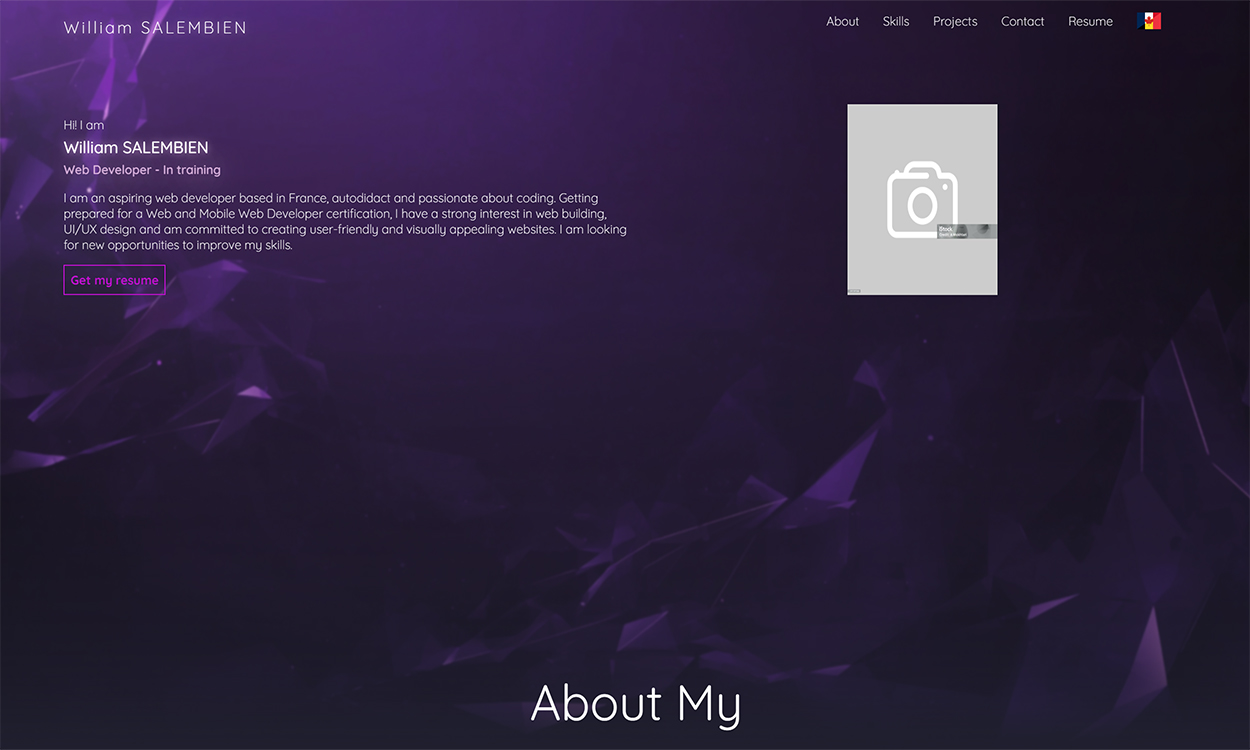 William SALEMBIEN
About Skills Projects Contact Resume
Hi! I am
William SALEMBIEN
Web Developer - In training
I am an aspiring web developer based in France, autodidact and passionate about coding. Getting
prepared for a Web and Mobile Web Developer certification, I have a strong interest in web building,
UI/UX design and am committed to creating user-friendly and visually appealing websites. I am looking
for new opportunities to improve my skills.
Get my resume
iStock
About My